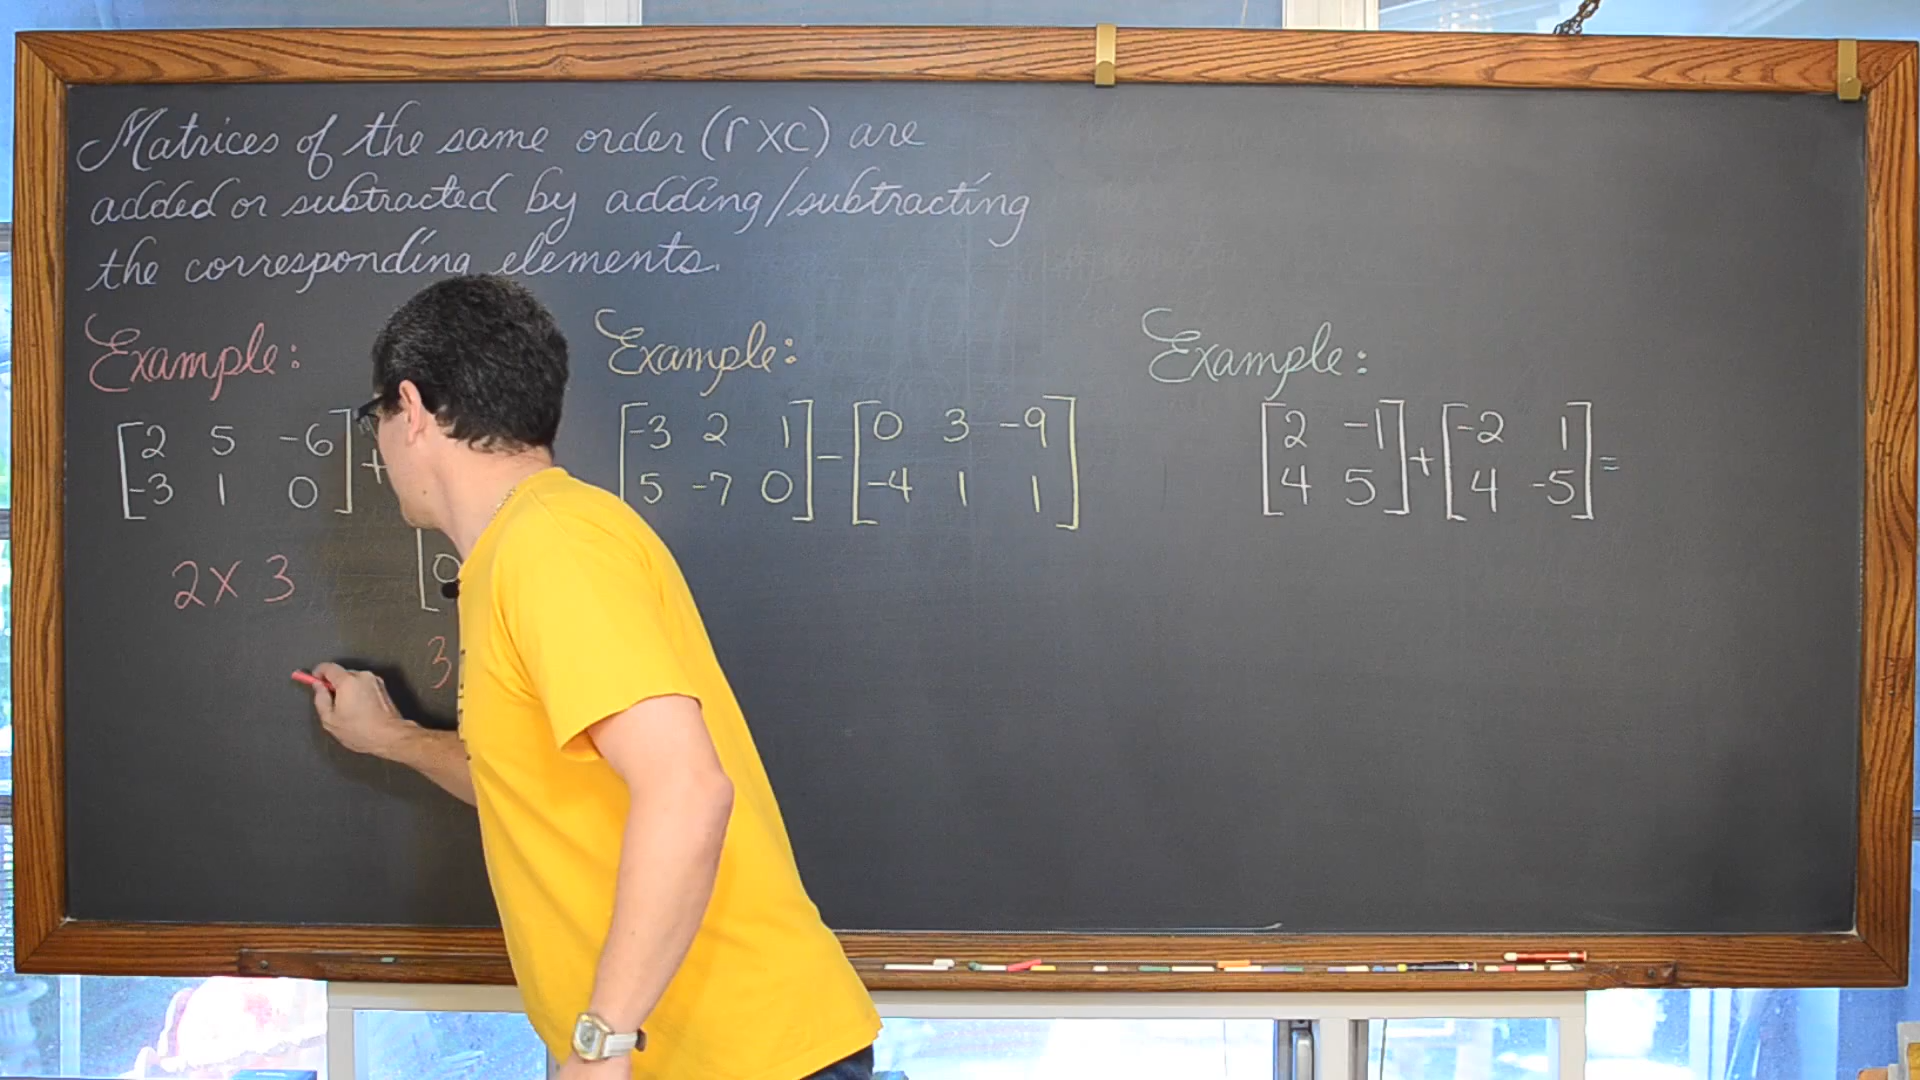 Matrices of the same order (r x c) are
added or subtracted by adding/subtracting
the corresponding elements.
Example:
[2 5 -6] +
[-3 1 0]
[0
2 x 3
3
Example:
[-3 2 1] - [0 3 -9]
[5 -7 0] [-4 1 1]
Example:
[2 -1] + [-2 1] =
[4 5] [4 -5]